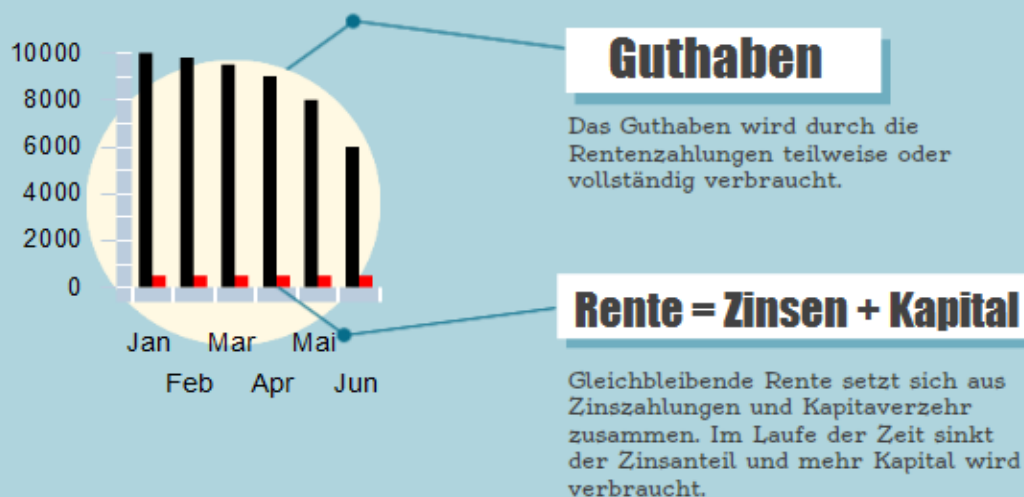 10000
8000
6000
4000
2000
0
Jan Mar Mai
Feb Apr Jun
Guthaben
Das Guthaben wird durch die
Rentenzahlungen teilweise oder
vollständig verbraucht.
Rente = Zinsen + Kapital
Gleichbleibende Rente setzt sich aus
Zinszahlungen und Kapitaverzehr
zusammen. Im Laufe der Zeit sinkt
der Zinsanteil und mehr Kapital wird
verbraucht.